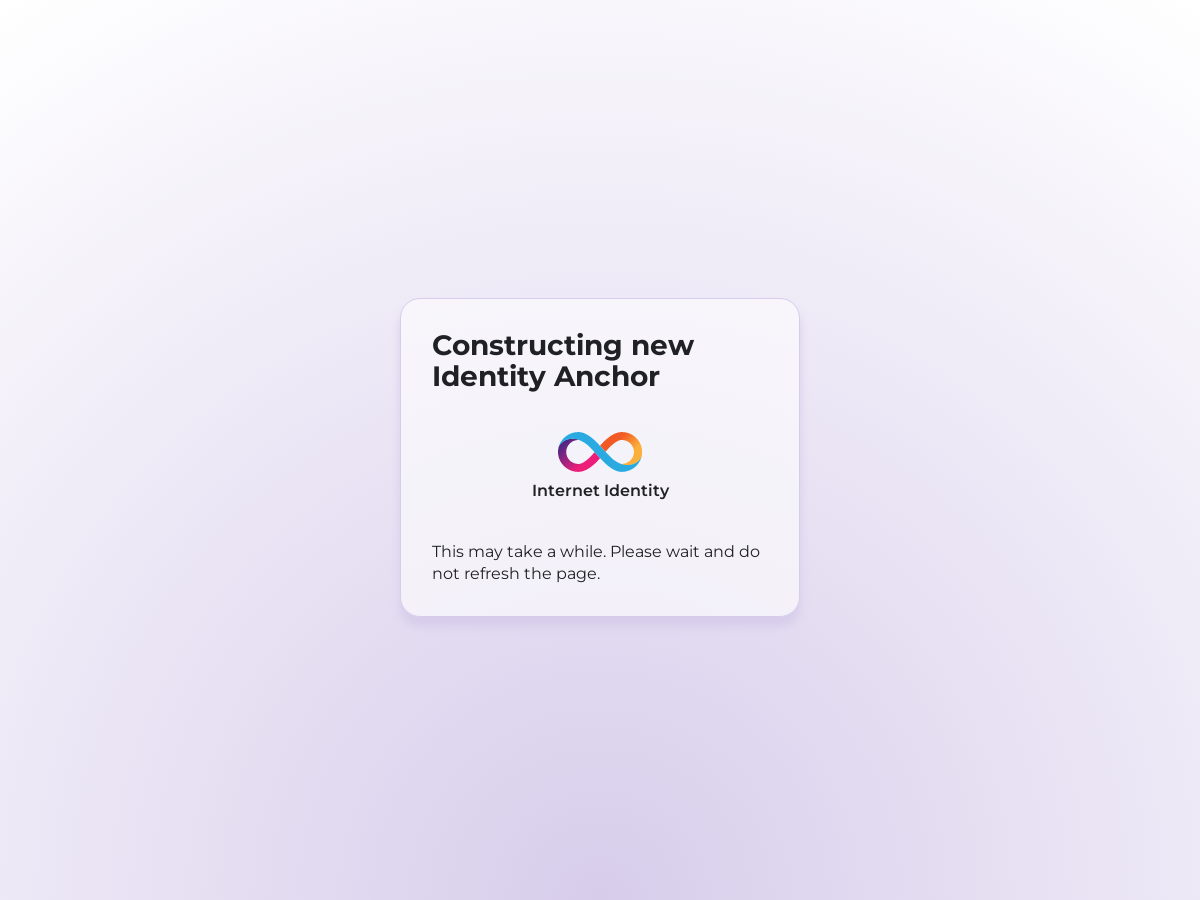 Constructing new
Identity Anchor
Internet Identity
This may take a while. Please wait and do
not refresh the page.